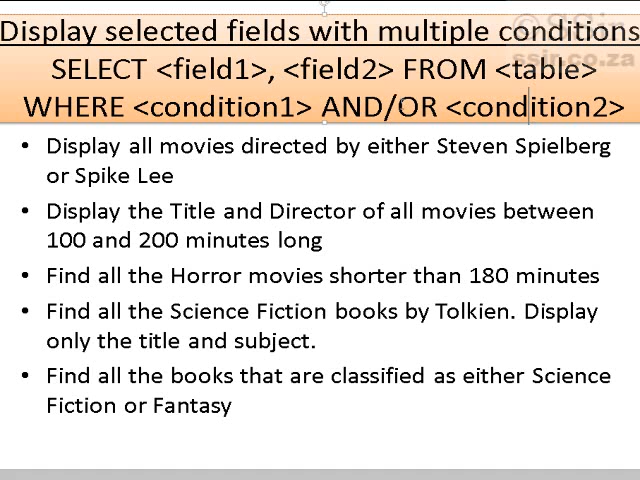 © SSin
ssin.co.za
Display selected fields with multiple conditions
SELECT <field1>, <field2> FROM <table>
WHERE <condition1> AND/OR <condition2>
• Display all movies directed by either Steven Spielberg
or Spike Lee
• Display the Title and Director of all movies between
100 and 200 minutes long
• Find all the Horror movies shorter than 180 minutes
• Find all the Science Fiction books by Tolkien. Display
only the title and subject.
• Find all the books that are classified as either Science
Fiction or Fantasy